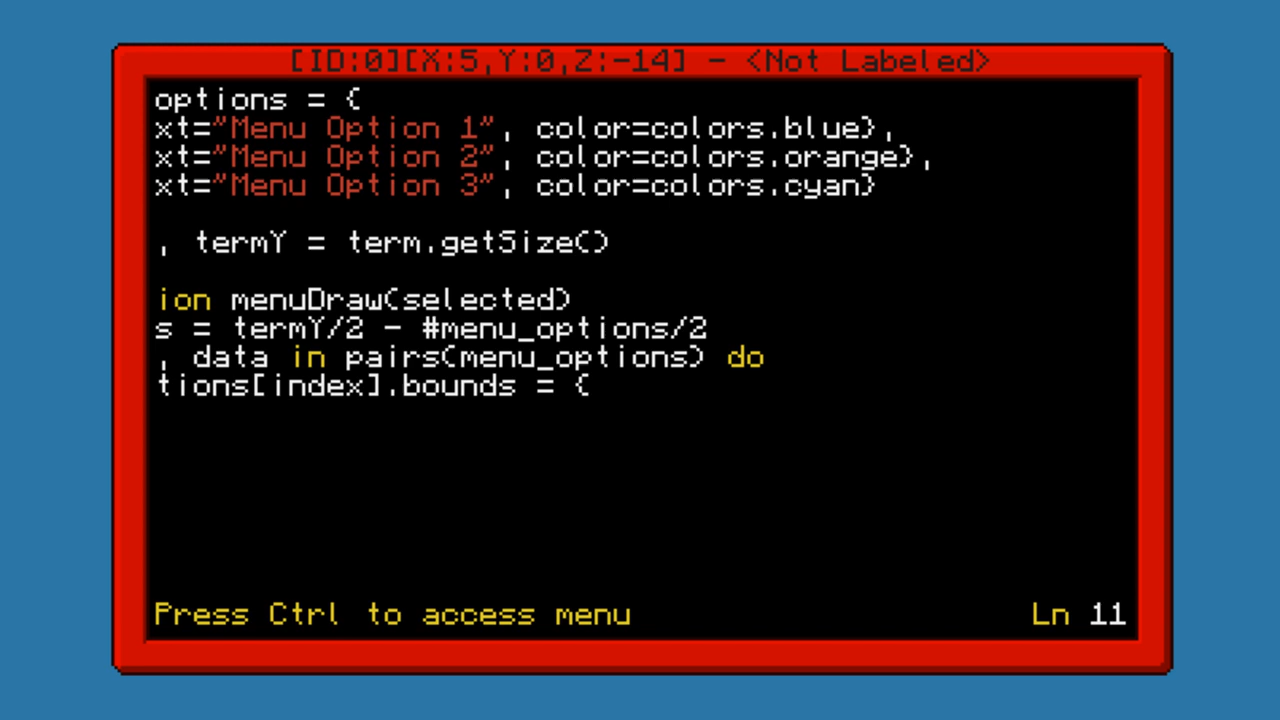 [ID:0][X:5,Y:0,Z:-14] - <Not Labeled>
options = {
xt="Menu Option 1", color=colors.blue},
xt="Menu Option 2", color=colors.orange},
xt="Menu Option 3", color=colors.cyan}
, termY = term.getSize()
ion menuDraw(selected)
s = termY/2 - #menu_options/2
, data in pairs(menu_options) do
tions[index].bounds = {
Press Ctrl to access menu
Ln 11